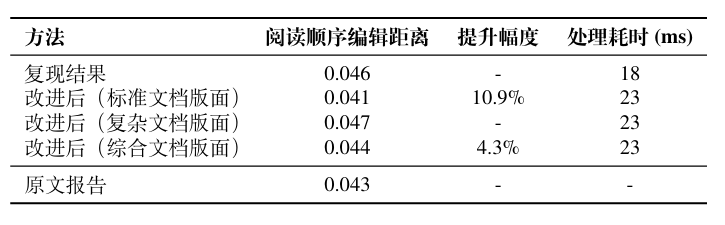 方法 阅读顺序编辑距离 提升幅度 处理耗时 (ms)
复现结果 0.046 - 18
改进后（标准文档版面） 0.041 10.9% 23
改进后（复杂文档版面） 0.047 - 23
改进后（综合文档版面） 0.044 4.3% 23
原文报告 0.043 - -